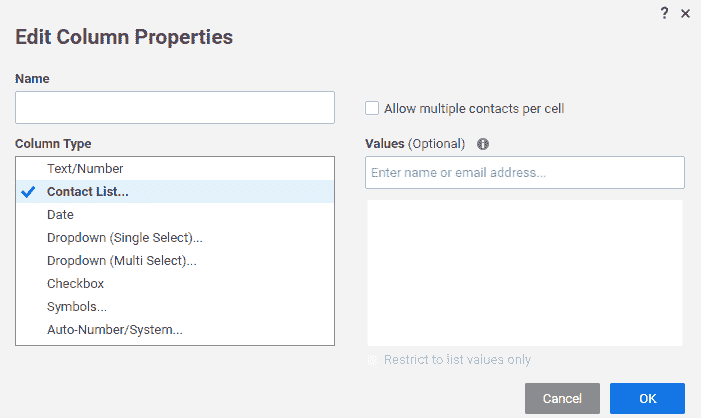 ?
Edit Column Properties
Name
Allow multiple contacts per cell
Column Type
Values (Optional)
Text/Number
Contact List...
Date
Dropdown (Single Select)...
Dropdown (Multi Select)...
Checkbox
Symbols...
Auto-Number/System...
Enter name or email address...
Restrict to list values only
Cancel
OK